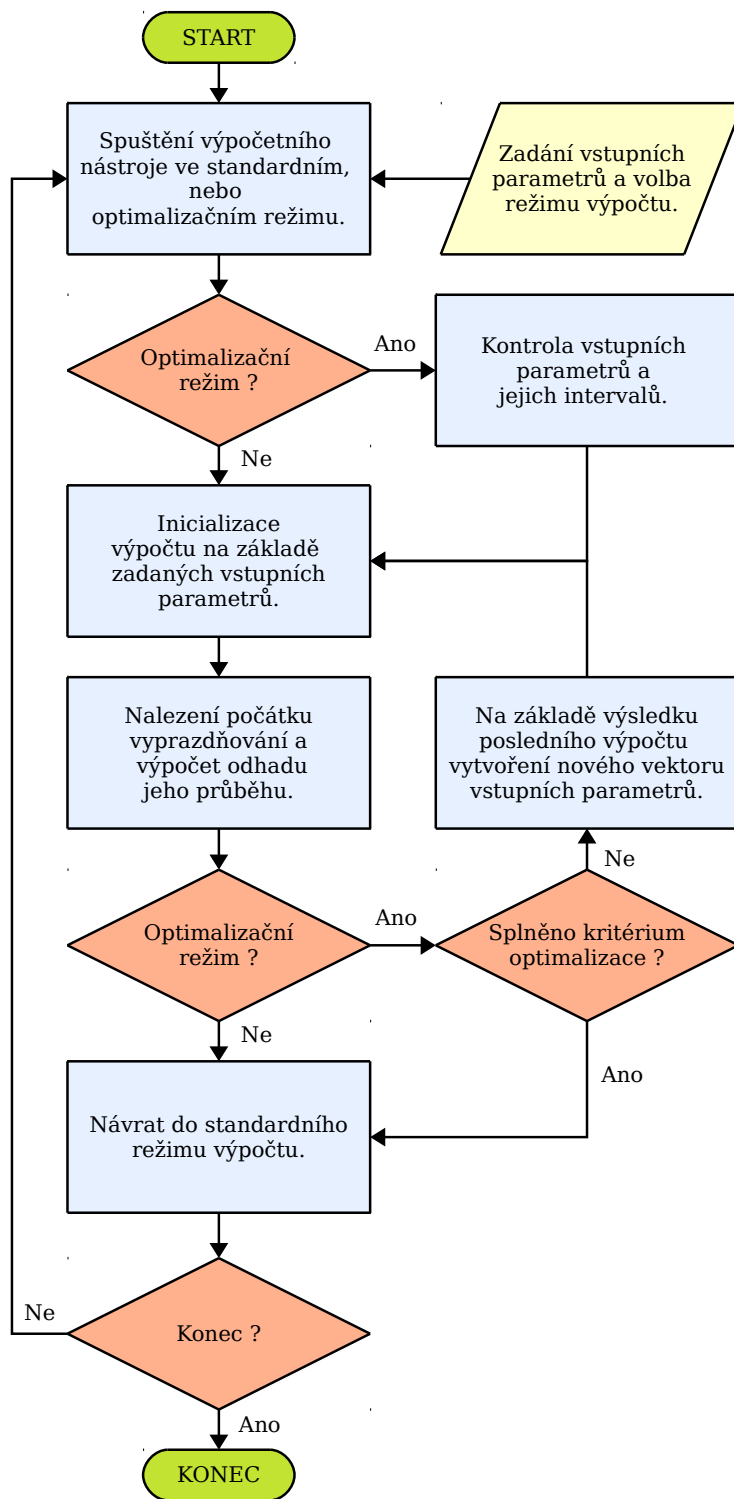 START
Spuštění výpočetního
nástroje ve standardním,
nebo
optimalizačním režimu.
Zadání vstupních
parametrů a volba
režimu výpočtu.
Optimalizační
režim ?
Ano
Kontrola vstupních
parametrů a
jejich intervalů.
Ne
Inicializace
výpočtu na základě
zadaných vstupních
parametrů.
Nalezení počátku
vyprazdňování a
výpočet odhadu
jeho průběhu.
Na základě výsledku
posledního výpočtu
vytvoření nového vektoru
vstupních parametrů.
Ne
Optimalizační
režim ?
Ano
Splněno kritérium
optimalizace ?
Ne
Ano
Návrat do standardního
režimu výpočtu.
Ne
Konec ?
Ano
KONEC